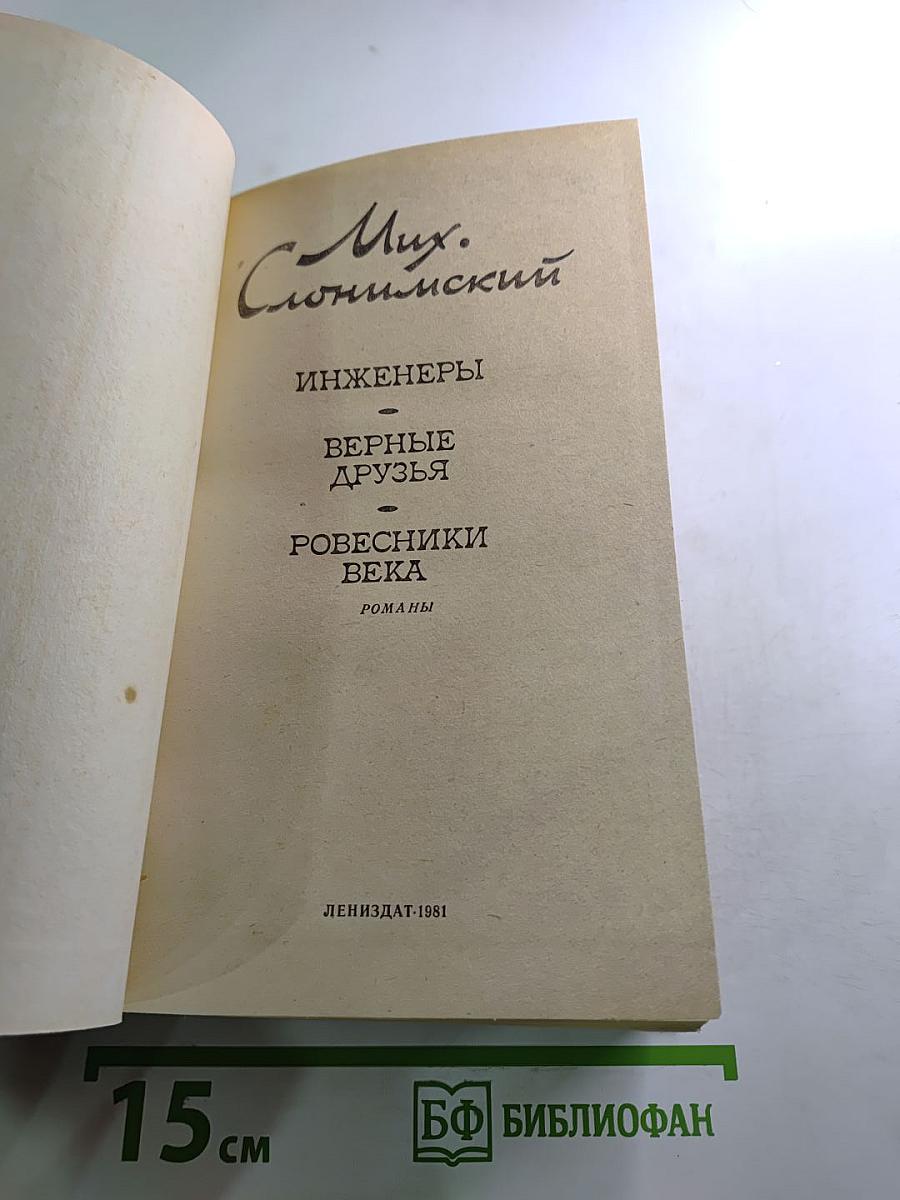 Мих.
Слонимский
ИНЖЕНЕРЫ
ВЕРНЫЕ
ДРУЗЬЯ
РОВЕСНИКИ
ВЕКА
РОМАНЫ
ЛЕНИЗДАТ·1981
15 см
БФ БИБЛИОФАН